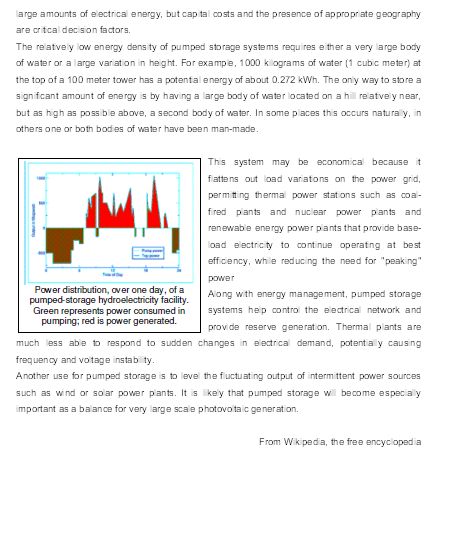 large amounts of electrical energy, but capital costs and the presence of appropriate geography
are critical decision factors.
The relatively low energy density of pumped storage systems requires either a very large body
of water or a large variation in height. For example, 1000 kilograms of water (1 cubic meter) at
the top of a 100 meter tower has a potential energy of about 0.272 kWh. The only way to store a
significant amount of energy is by having a large body of water located on a hill relatively near,
but as high as possible above, a second body of water. In some places this occurs naturally, in
others one or both bodies of water have been man-made.
Power distribution, over one day, of a
pumped-storage hydroelectricity facility.
Green represents power consumed in
pumping; red is power generated.
This system may be economical because it
flattens out load variations on the power grid,
permitting thermal power stations such as coal-
fired plants and nuclear power plants and
renewable energy power plants that provide base-
load electricity to continue operating at best
efficiency, while reducing the need for "peaking"
power
Along with energy management, pumped storage
systems help control the electrical network and
provide reserve generation. Thermal plants are
much less able to respond to sudden changes in electrical demand, potentially causing
frequency and voltage instability.
Another use for pumped storage is to level the fluctuating output of intermittent power sources
such as wind or solar power plants. It is likely that pumped storage will become especially
important as a balance for very large scale photovoltaic generation.
From Wikipedia, the free encyclopedia